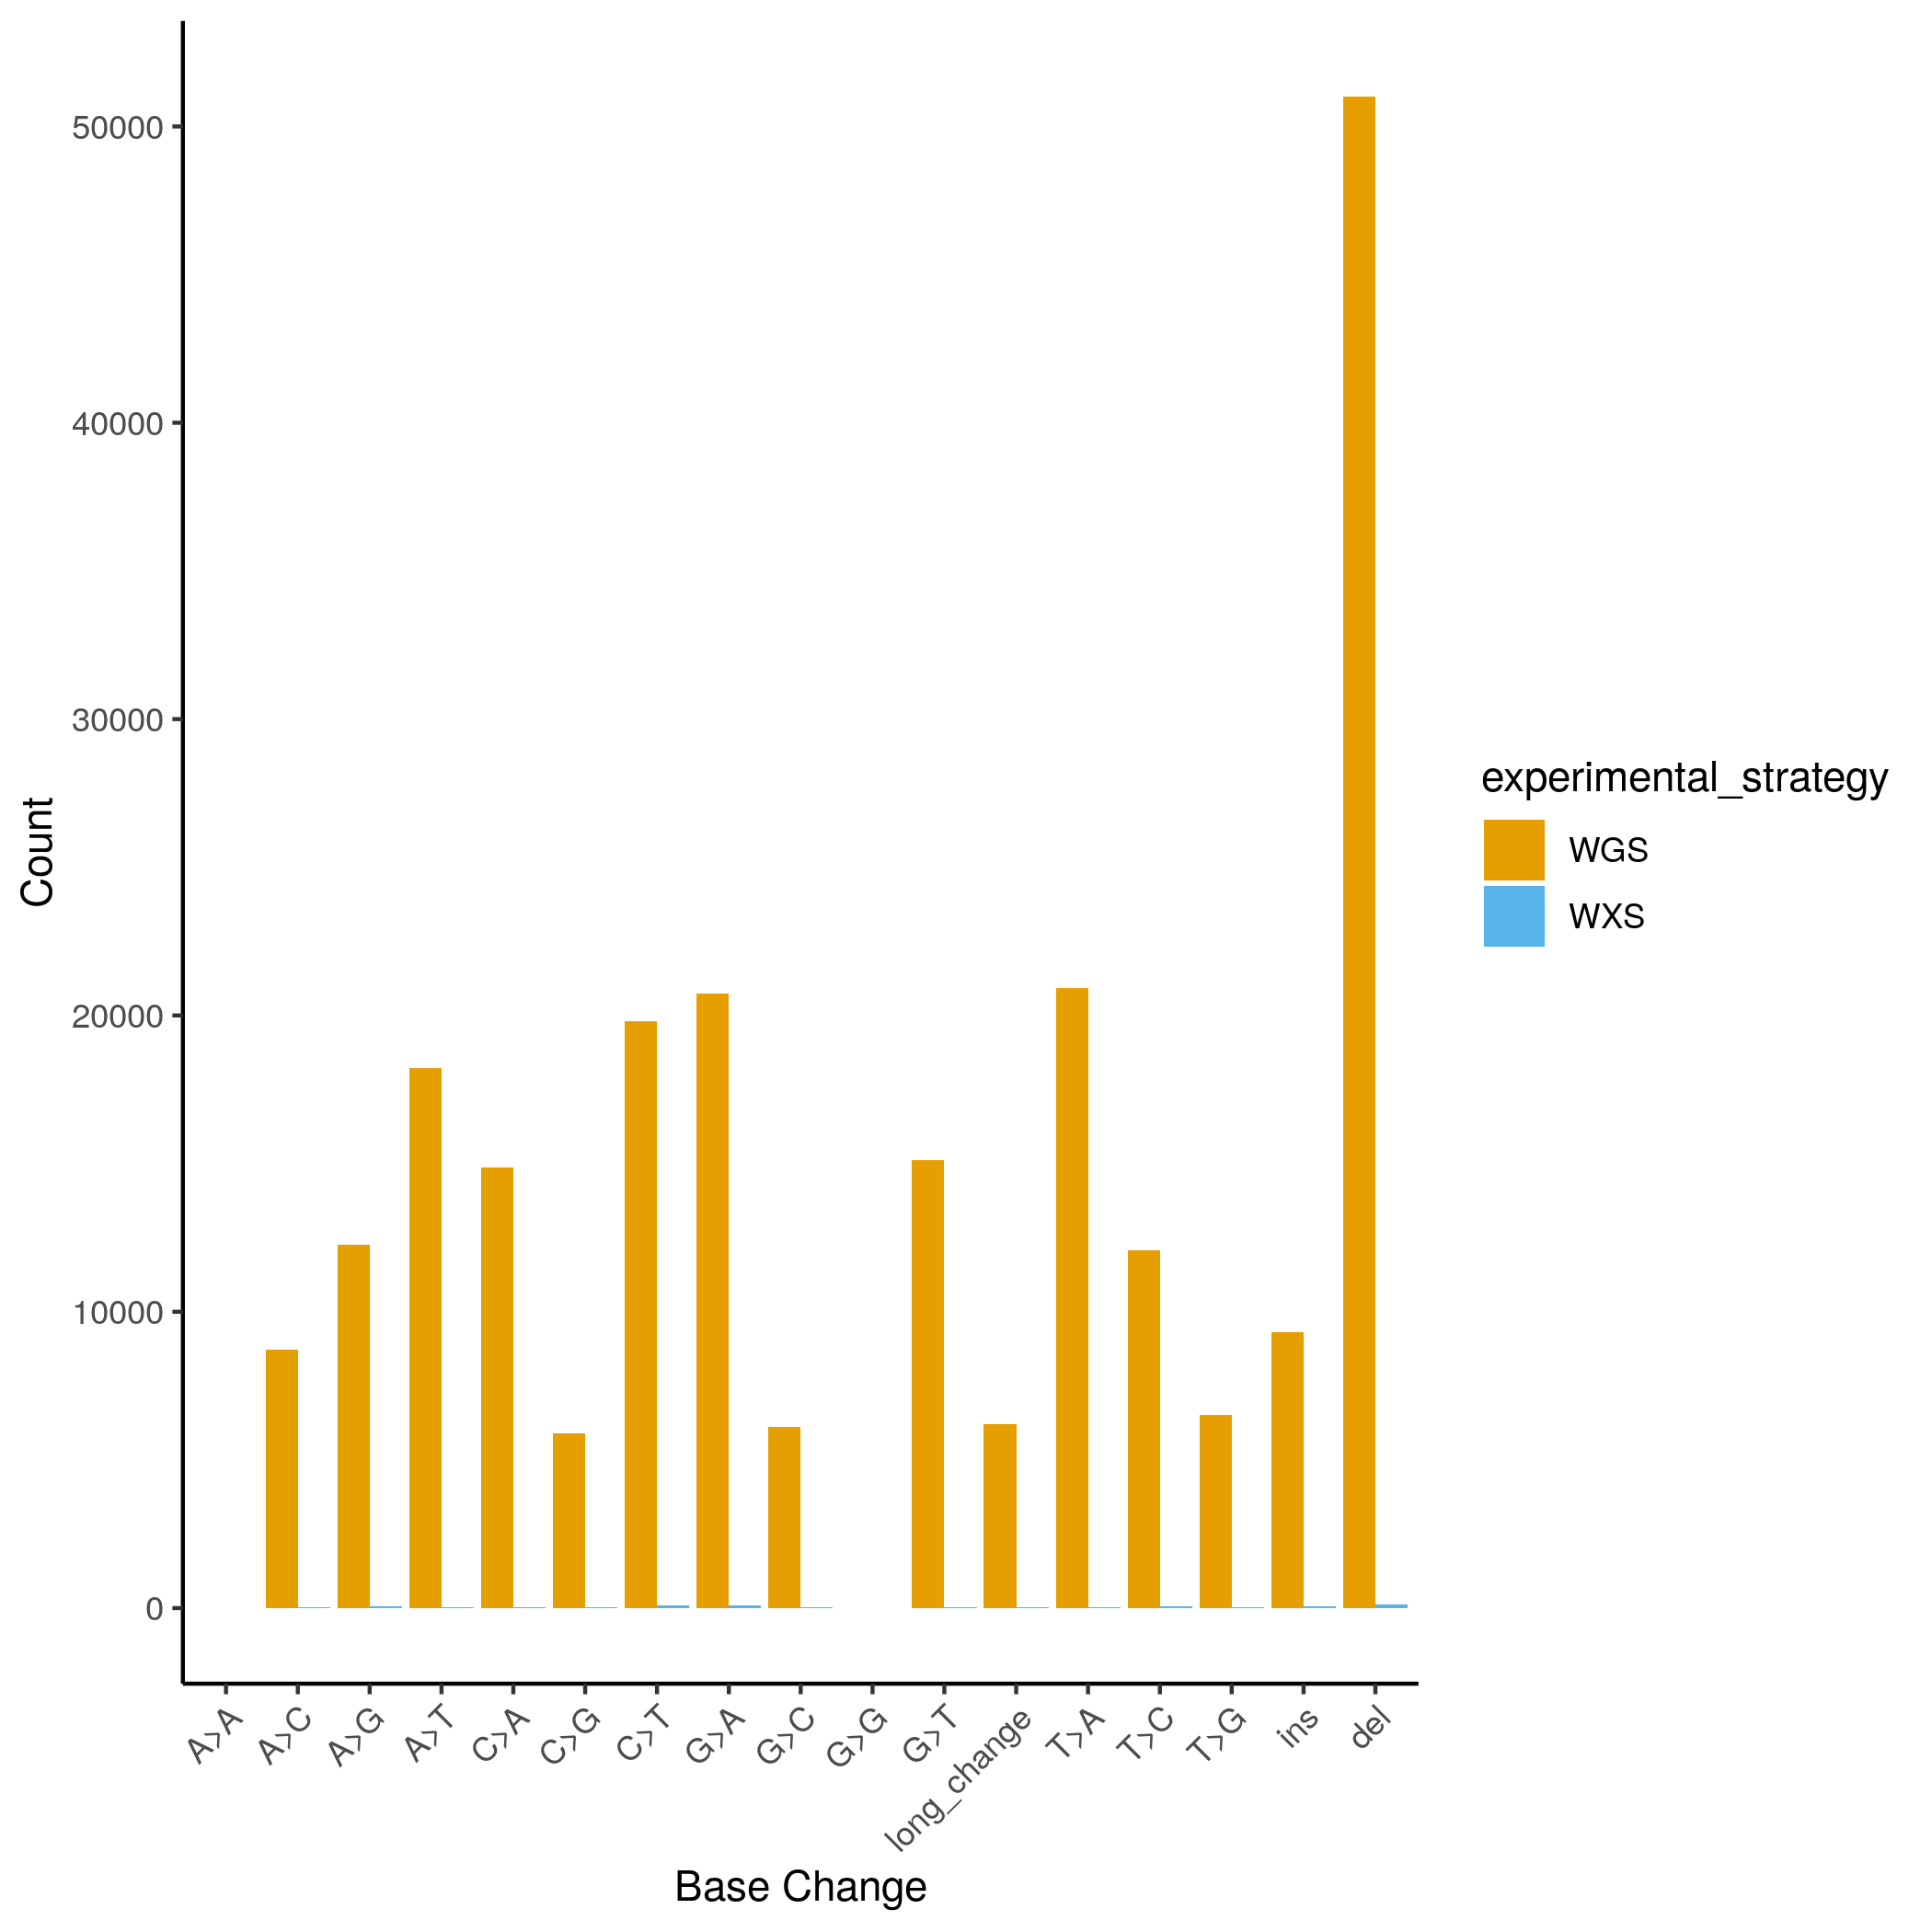 50000
40000
30000
20000
10000
0
Count
A>A
A>C
A>G
A>T
C>A
C>G
C>T
G>A
G>C
G>G
G>T
long_change
T>A
T>C
T>G
ins
del
Base Change
experimental_strategy
WGS
WXS